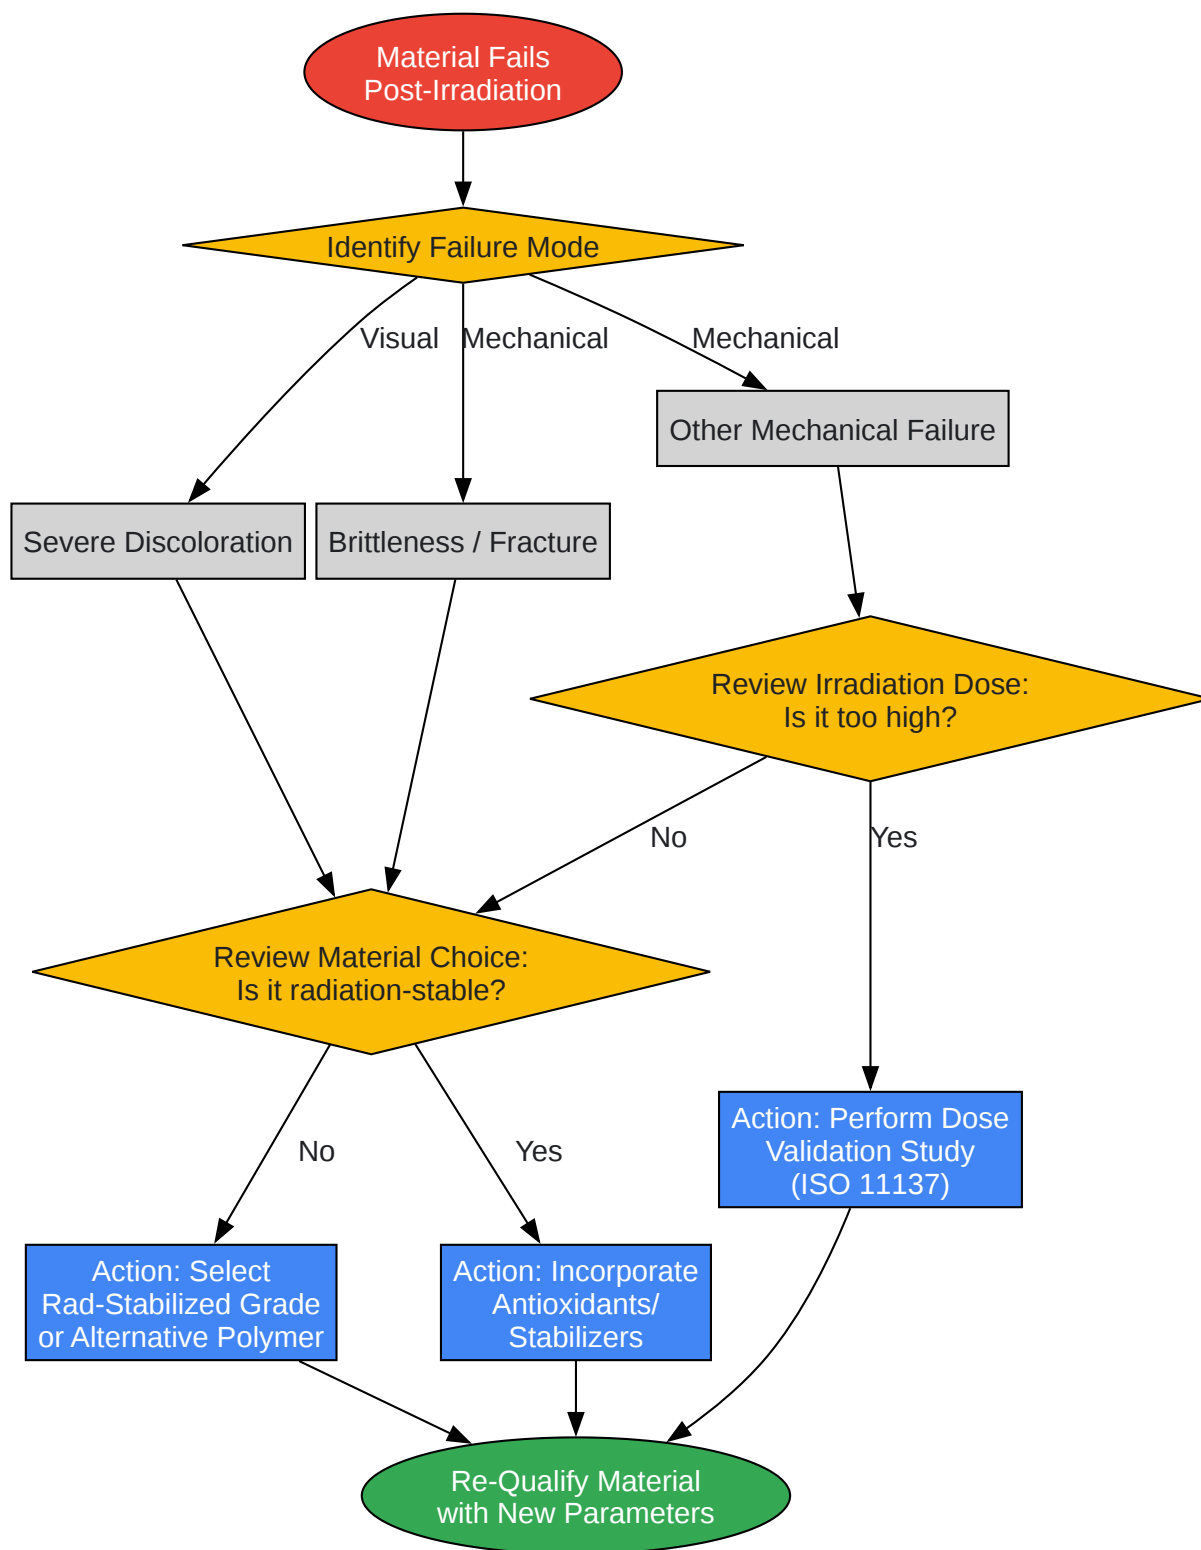 Material Fails
Post-Irradiation
Identify Failure Mode
Visual
Mechanical
Mechanical
Other Mechanical Failure
Severe Discoloration
Brittleness / Fracture
Review Irradiation Dose:
Is it too high?
No
Yes
Review Material Choice:
Is it radiation-stable?
No
Yes
Action: Perform Dose
Validation Study
(ISO 11137)
Action: Select
Rad-Stabilized Grade
or Alternative Polymer
Action: Incorporate
Antioxidants/
Stabilizers
Re-Qualify Material
with New Parameters